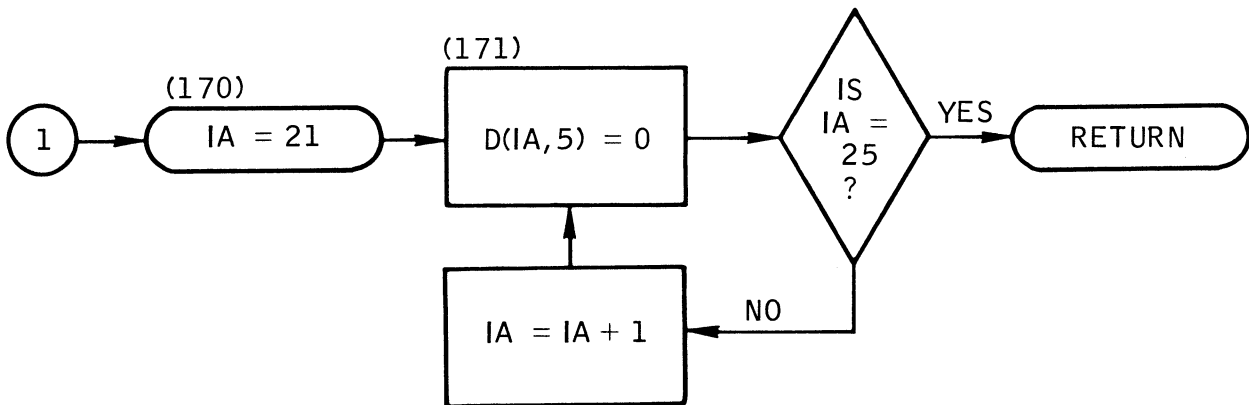 1
(170)
IA = 21
(171)
D(IA,5) = 0
IS
IA =
25
?
YES
RETURN
NO
IA = IA + 1